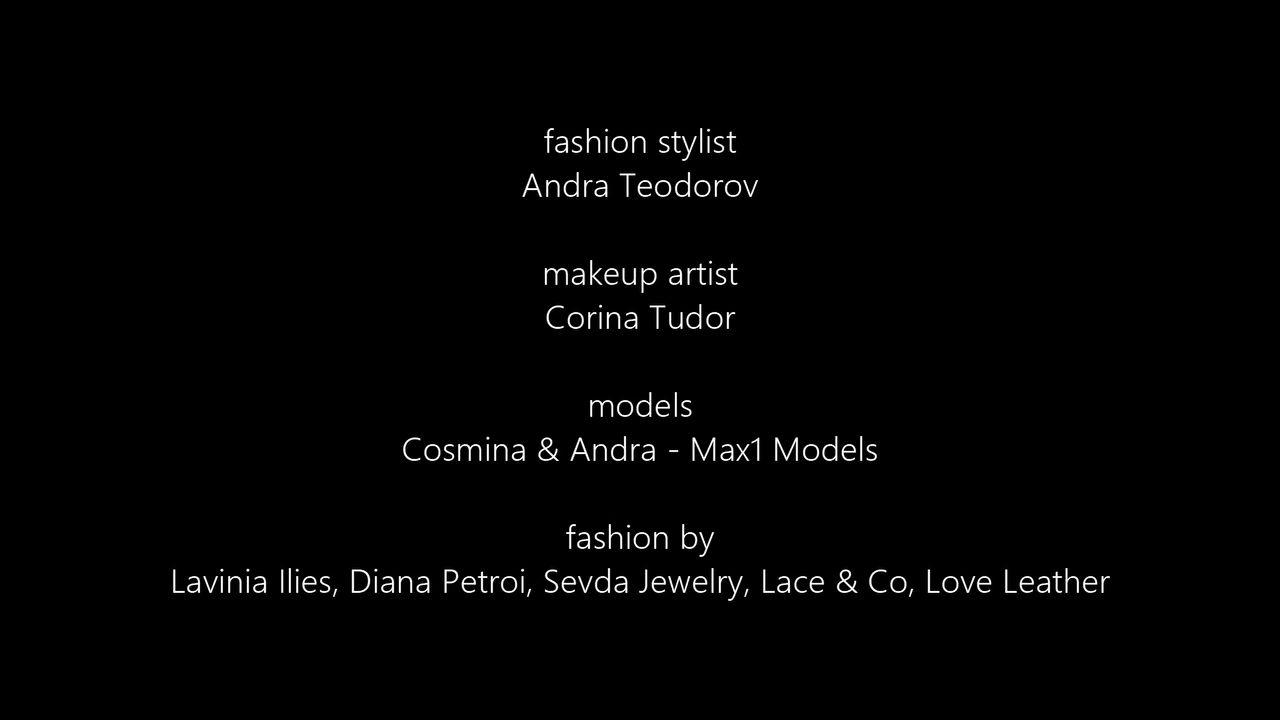 fashion stylist
Andra Teodorov
makeup artist
Corina Tudor
models
Cosmina & Andra - Max1 Models
fashion by
Lavinia Ilies, Diana Petroi, Sevda Jewelry, Lace & Co, Love Leather